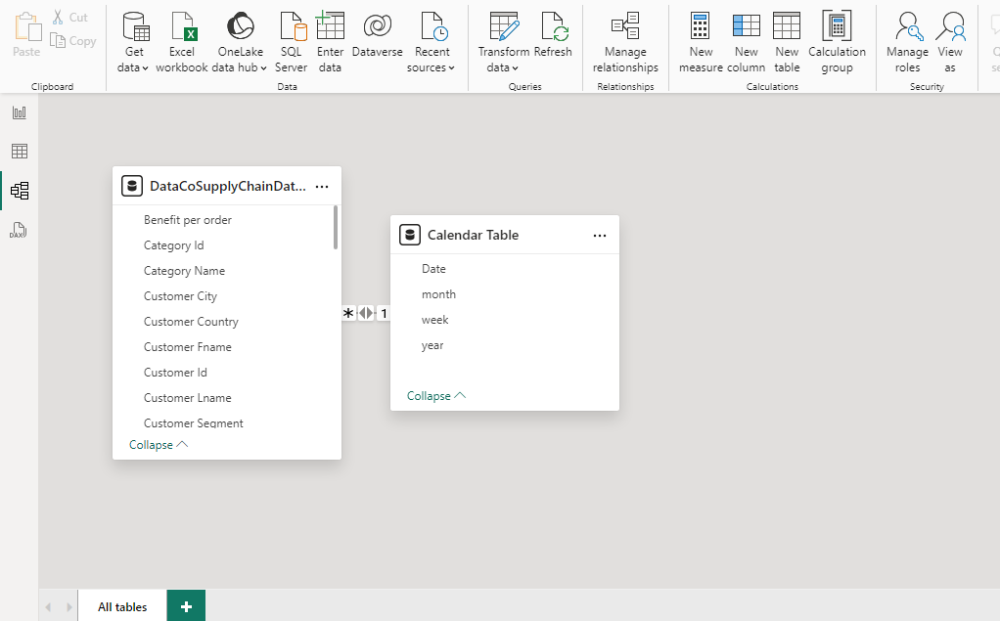 Paste
Cut
Copy
Clipboard
Get data
Excel workbook
OneLake data hub
SQL Server
Enter data
Dataverse
Recent sources
Data
Transform data
Refresh
Queries
Manage relationships
Relationships
New measure
New column
New table
Calculation group
Calculations
Manage roles
View as
Security
DAX
DataCoSupplyChainDat...
Benefit per order
Category Id
Category Name
Customer City
Customer Country
Customer Fname
Customer Id
Customer Lname
Customer Segment
Collapse
* 1
Calendar Table
Date
month
week
year
Collapse
All tables
+